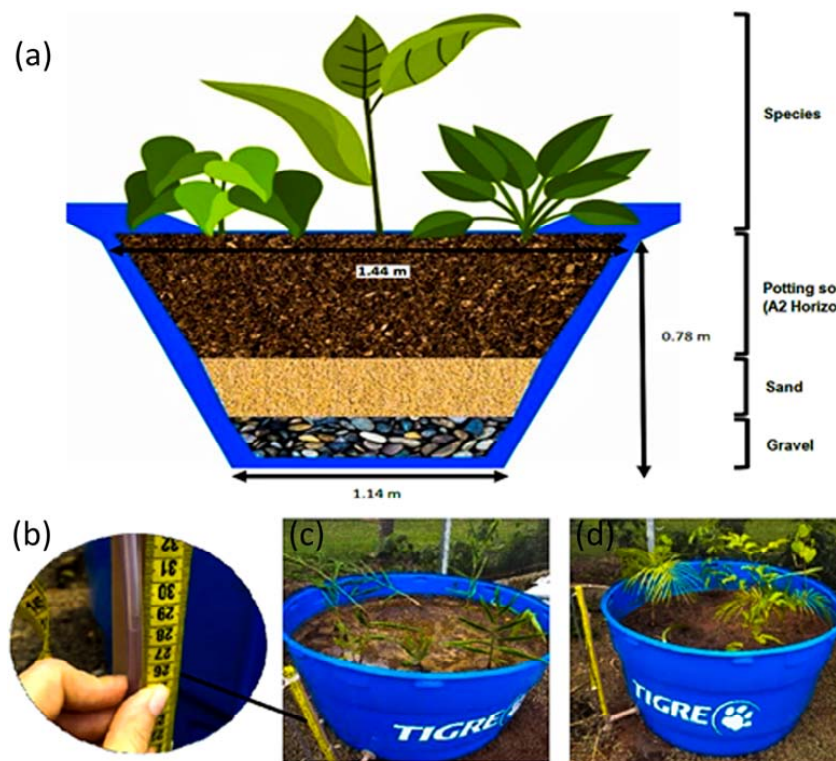 (a)
Species
1.44 m
Potting so
(A2 Horizo
0.78 m
Sand
Gravel
1.14 m
(b)
32
31
30
29
28
27
26
(c)
TIGRE
(d)
TIGRE